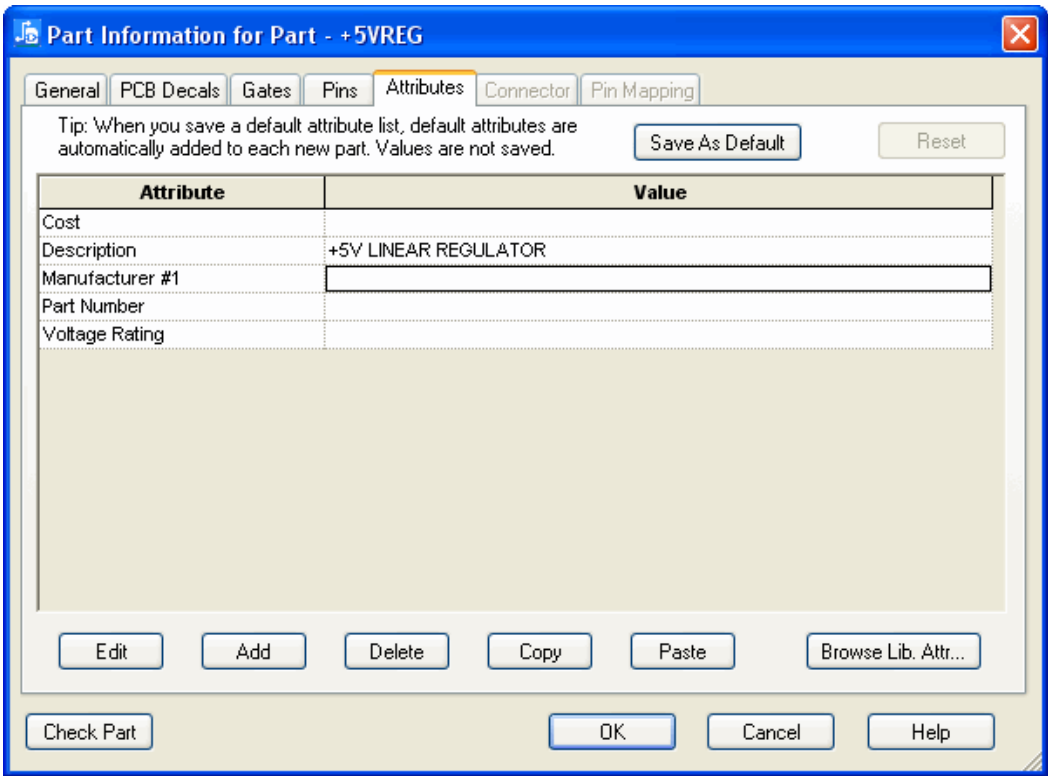 Part Information for Part - +5VREG
General PCB Decals Gates Pins Attributes Connector Pin Mapping
Tip: When you save a default attribute list, default attributes are
automatically added to each new part. Values are not saved.
Save As Default Reset
Attribute Value
Cost
Description +5V LINEAR REGULATOR
Manufacturer #1
Part Number
Voltage Rating
Edit Add Delete Copy Paste Browse Lib. Attr...
Check Part OK Cancel Help